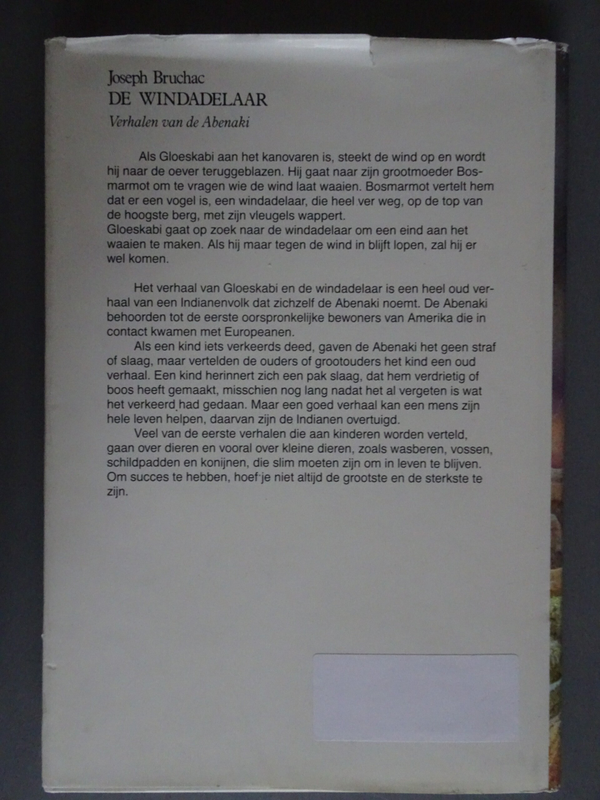 Joseph Bruchac
DE WINDADELAAR
Verhalen van de Abenaki
Als Gloeskabi aan het kanovaren is, steekt de wind op en wordt
hij naar de oever teruggeblazen. Hij gaat naar zijn grootmoeder Bos-
marmot om te vragen wie de wind laat waaien. Bosmarmot vertelt hem
dat er een vogel is, een windadelaar, die heel ver weg, op de top van
de hoogste berg, met zijn vleugels wappert.
Gloeskabi gaat op zoek naar de windadelaar om een eind aan het
waaien te maken. Als hij maar tegen de wind in blijft lopen, zal hij er
wel komen.
Het verhaal van Gloeskabi en de windadelaar is een heel oud ver-
haal van een Indianenvolk dat zichzelf de Abenaki noemt. De Abenaki
behoorden tot de eerste oorspronkelijke bewoners van Amerika die in
contact kwamen met Europeanen.
Als een kind iets verkeerds deed, gaven de Abenaki het geen straf
of slaag, maar vertelden de ouders of grootouders het kind een oud
verhaal. Een kind herinnert zich een pak slaag, dat hem verdrietig of
boos heeft gemaakt, misschien nog lang nadat het al vergeten is wat
het verkeerd had gedaan. Maar een goed verhaal kan een mens zijn
hele leven helpen, daarvan zijn de Indianen overtuigd.
Veel van de eerste verhalen die aan kinderen worden verteld,
gaan over dieren en vooral over kleine dieren, zoals wasberen, vossen,
schildpadden en konijnen, die slim moeten zijn om in leven te blijven.
Om succes te hebben, hoef je niet altijd de grootste en de sterkste te
zijn.